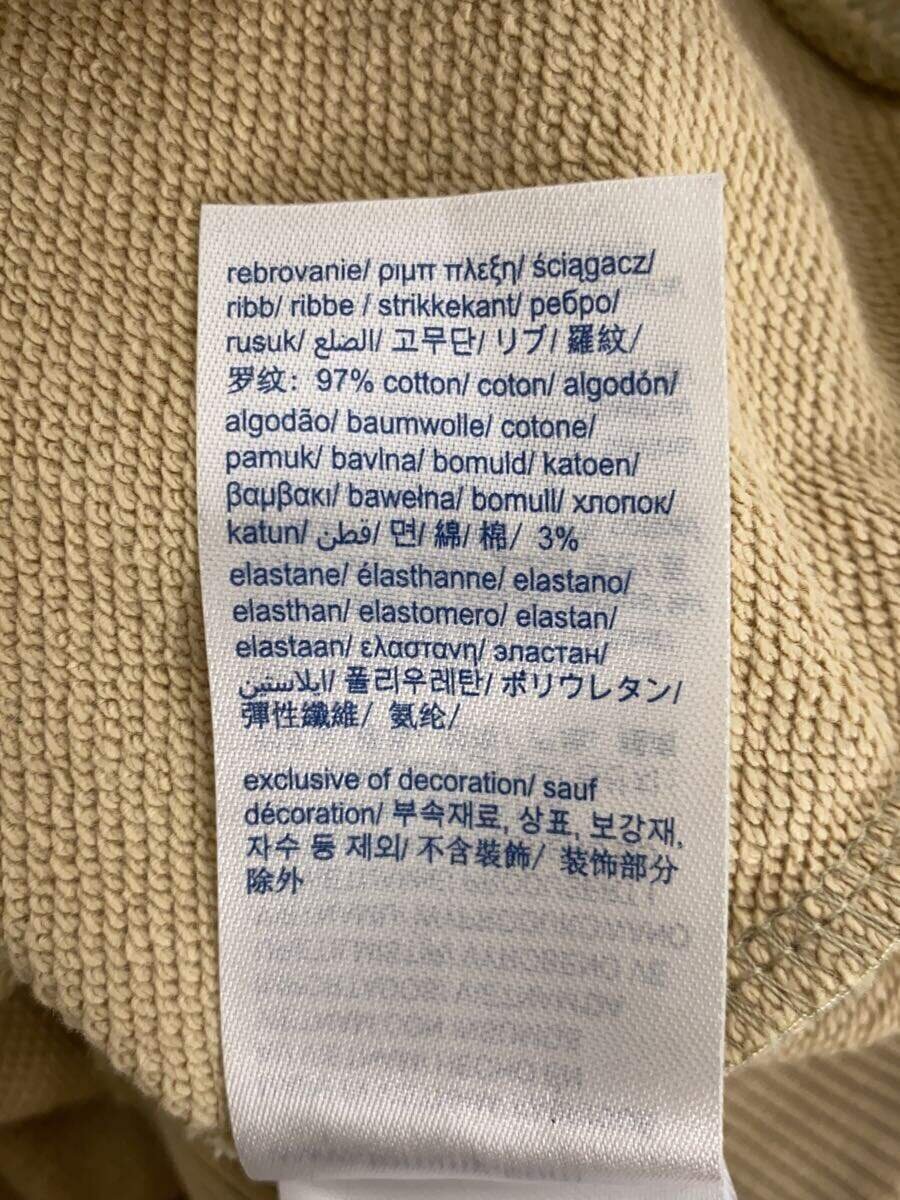 rebrovanie/ ριμπ πλεξη/ ściągacz/
ribb/ ribbe / strikkekant/ ребро/
rusuk/ الضلع/ 고무단/ リブ/ 羅紋/
罗纹: 97% cotton/ coton/ algodón/
algodão/ baumwolle/ cotone/
pamuk/ bavlna/ bomuld/ katoen/
βαμβακι/ bawełna/ bomull/ хлопок/
katun/ قطن/ 면/ 綿/ 棉/ 3%
elastane/ élasthanne/ elastano/
elasthan/ elastomero/ elastan/
elastaan/ ελαστανη/ эластан/
ايلاستين/ 폴리우레탄/ ポリウレタン/
彈性纖維/ 氨纶/
exclusive of decoration/ sauf
décoration/ 부속재료, 상표, 보강재,
자수 등 제외/ 不含裝飾/ 装饰部分
除外